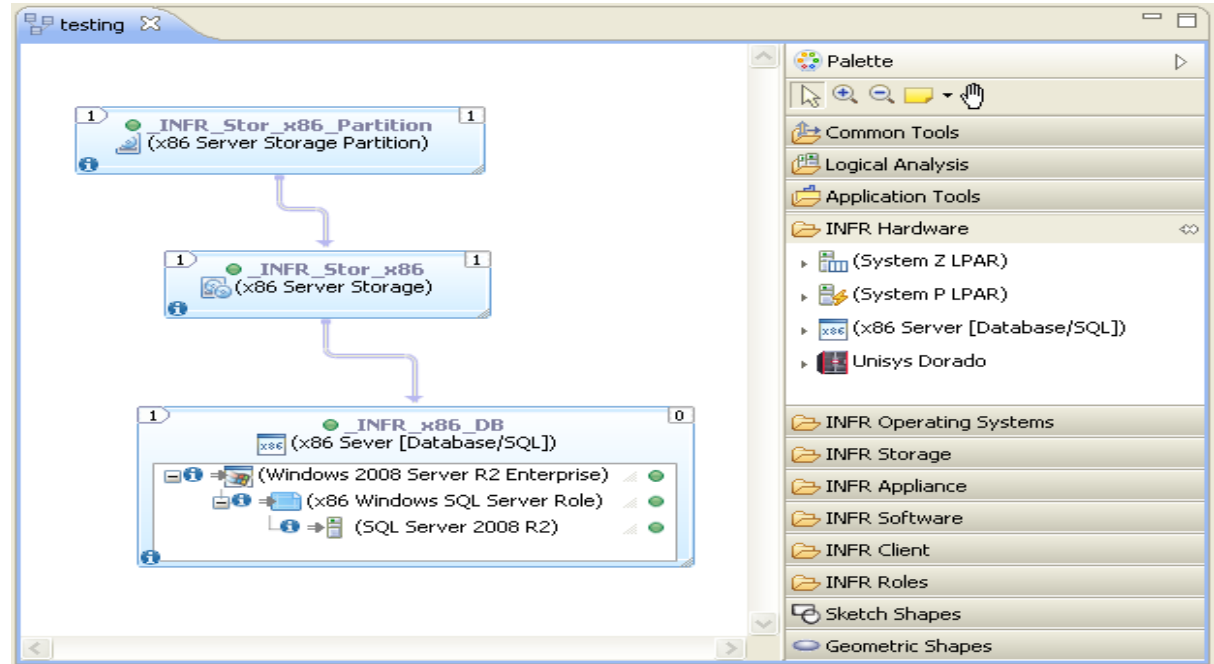 testing
1
_INFR_Stor_x86_Partition
1
(x86 Server Storage Partition)
1
_INFR_Stor_x86
1
(x86 Server Storage)
1
_INFR_x86_DB
0
(x86 Sever [Database/SQL])
(Windows 2008 Server R2 Enterprise)
(x86 Windows SQL Server Role)
(SQL Server 2008 R2)
Palette
Common Tools
Logical Analysis
Application Tools
INFR Hardware
(System Z LPAR)
(System P LPAR)
(x86 Server [Database/SQL])
Unisys Dorado
INFR Operating Systems
INFR Storage
INFR Appliance
INFR Software
INFR Client
INFR Roles
Sketch Shapes
Geometric Shapes